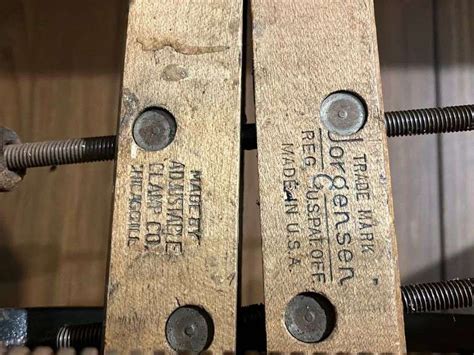 MADE BY
ADJUSTABLE
CLAMP CO.
CHICAGO, ILL.
TRADE MARK
Jorgensen
REG. U.S. PAT. OFF.
MADE IN U.S.A.